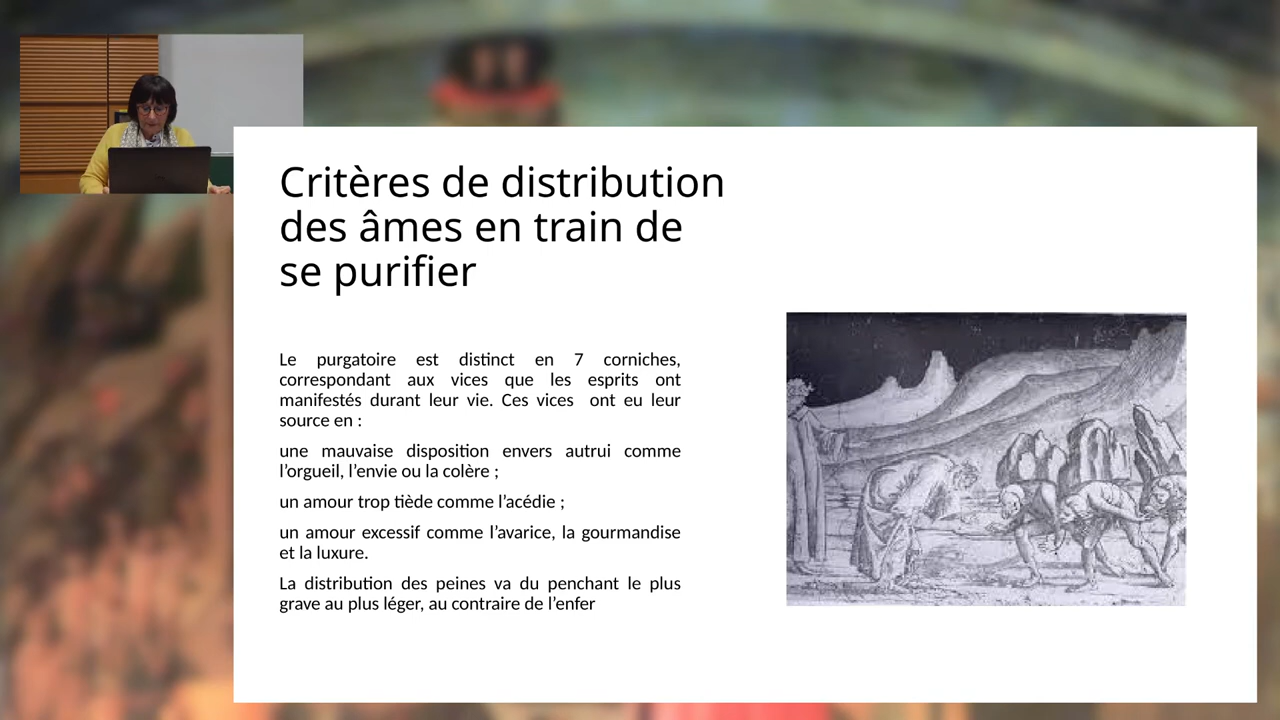 Critères de distribution
des âmes en train de
se purifier
Le purgatoire est distinct en 7 corniches,
correspondant aux vices que les esprits ont
manifestés durant leur vie. Ces vices ont eu leur
source en :
une mauvaise disposition envers autrui comme
l’orgueil, l’envie ou la colère ;
un amour trop tiède comme l’acédie ;
un amour excessif comme l’avarice, la gourmandise
et la luxure.
La distribution des peines va du penchant le plus
grave au plus léger, au contraire de l’enfer